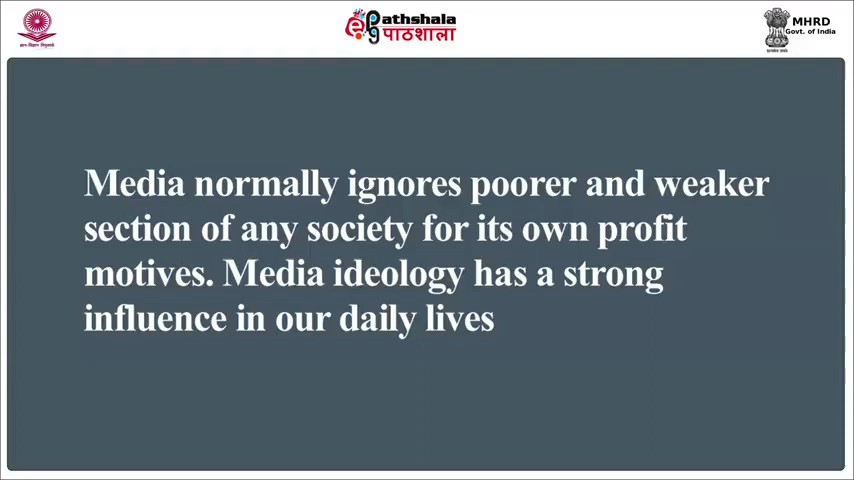 Pathshala
पाठशाला
MHRD
Govt. of India
Media normally ignores poorer and weaker
section of any society for its own profit
motives. Media ideology has a strong
influence in our daily lives